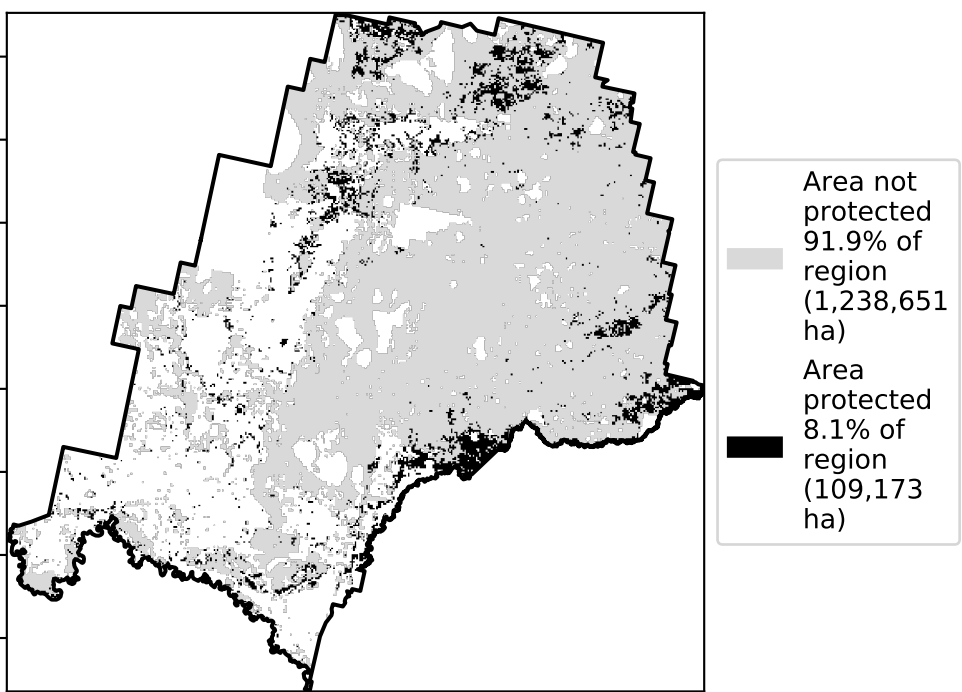 Area not
protected
91.9% of
region
(1,238,651
ha)
Area
protected
8.1% of
region
(109,173
ha)